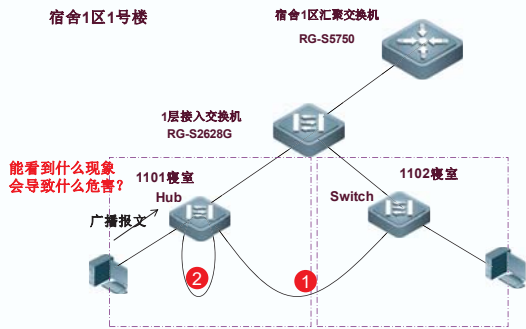 宿舍1区1号楼
宿舍1区汇聚交换机
RG-S5750
1层接入交换机
RG-S2628G
能看到什么现象
会导致什么危害？
1101寝室
Hub
1102寝室
Switch
广播报文
2
1